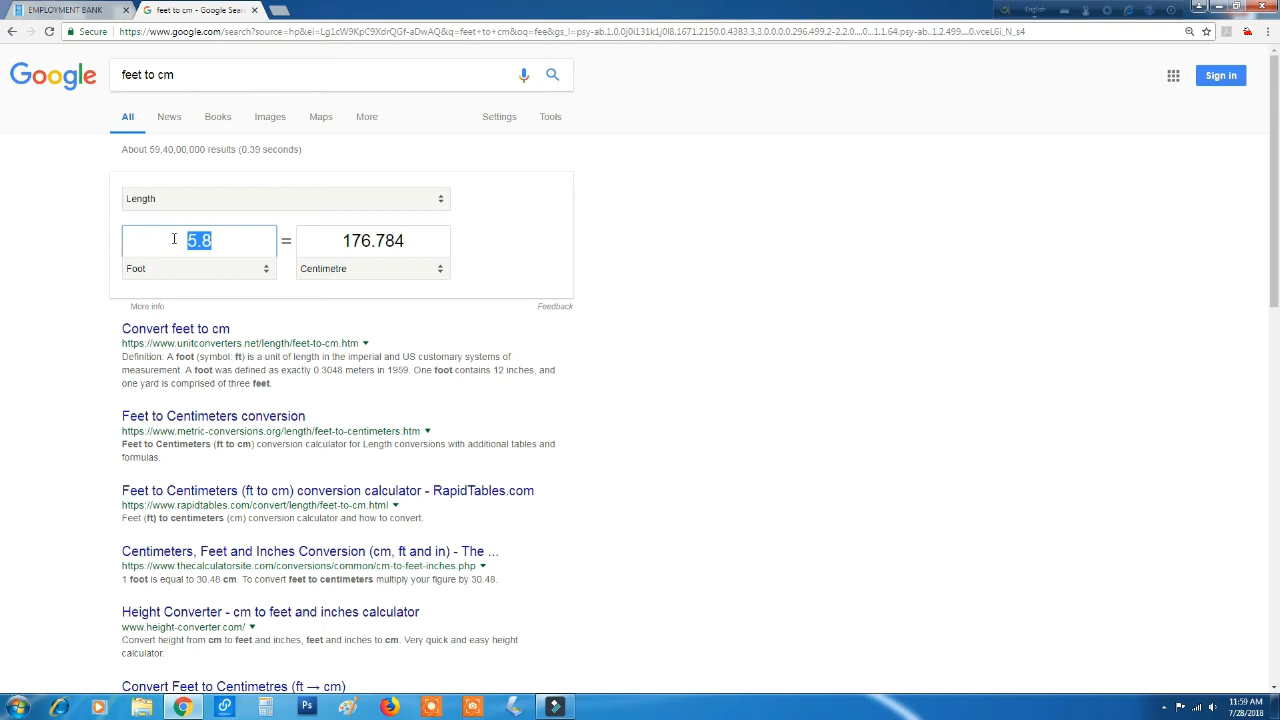 EMPLOYMENT BANK
feet to cm - Google Sear
English
Secure
https://www.google.com/search?source=hp&ei=Lg1cW9KpC9XdrQGf-aDwAQ&q=feet+to+cm&oq=fee&gs_l=psy-ab.1.0.0j0i131k1j0l8.1671.2150.0.4383.3.3.0.0.0.0.296.499.2-2.2.0....0...1.1.64.psy-ab..1.2.499....0.vceL6i_N_s4
Google
feet to cm
Sign in
All News Books Images Maps More Settings Tools
About 59,40,00,000 results (0.39 seconds)
Length
5.8 = 176.784
Foot Centimetre
More info Feedback
Convert feet to cm
https://www.unitconverters.net/length/feet-to-cm.htm
Definition: A foot (symbol: ft) is a unit of length in the imperial and US customary systems of
measurement. A foot was defined as exactly 0.3048 meters in 1959. One foot contains 12 inches, and
one yard is comprised of three feet.
Feet to Centimeters conversion
https://www.metric-conversions.org/length/feet-to-centimeters.htm
Feet to Centimeters (ft to cm) conversion calculator for Length conversions with additional tables and
formulas.
Feet to Centimeters (ft to cm) conversion calculator - RapidTables.com
https://www.rapidtables.com/convert/length/feet-to-cm.html
Feet (ft) to centimeters (cm) conversion calculator and how to convert.
Centimeters, Feet and Inches Conversion (cm, ft and in) - The ...
https://www.thecalculatorsite.com/conversions/common/cm-to-feet-inches.php
1 foot is equal to 30.48 cm. To convert feet to centimeters multiply your figure by 30.48.
Height Converter - cm to feet and inches calculator
www.height-converter.com/
Convert height from cm to feet and inches, feet and inches to cm. Very quick and easy height
calculator.
Convert Feet to Centimetres (ft → cm)
Ps
11:59 AM
7/28/2018